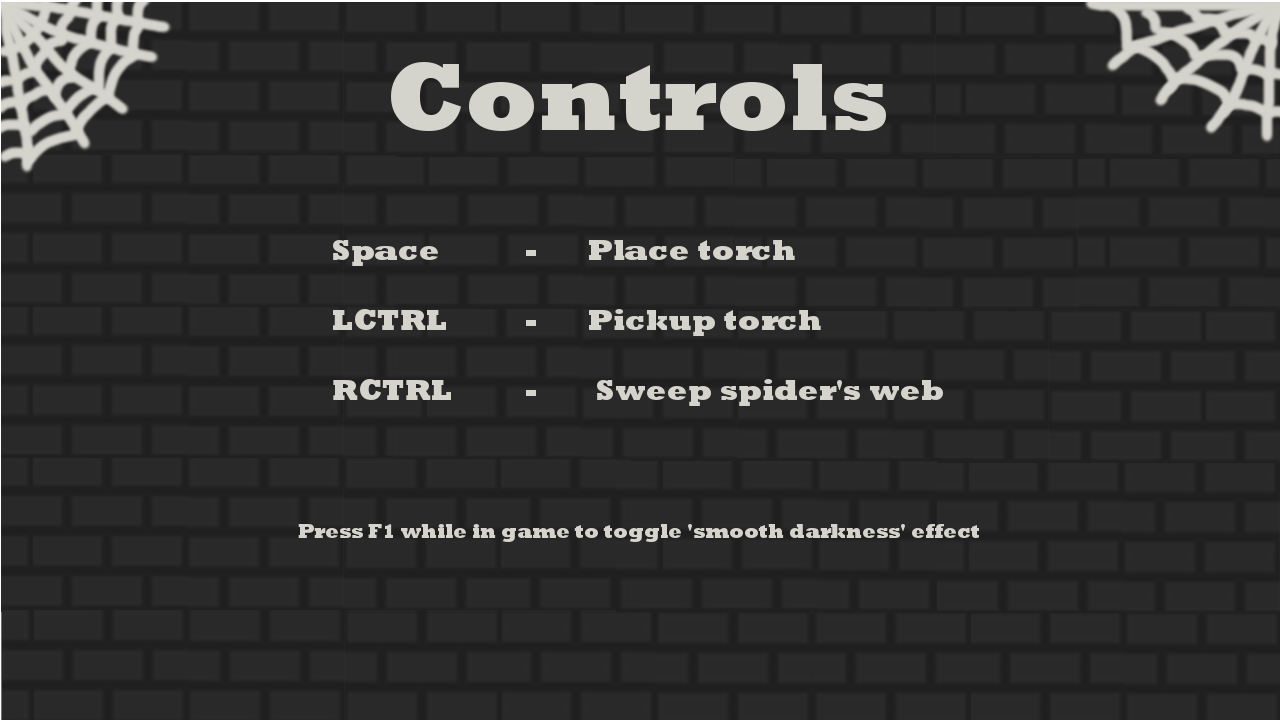 Controls
Space - Place torch
LCTRL - Pickup torch
RCTRL - Sweep spider's web
Press F1 while in game to toggle 'smooth darkness' effect